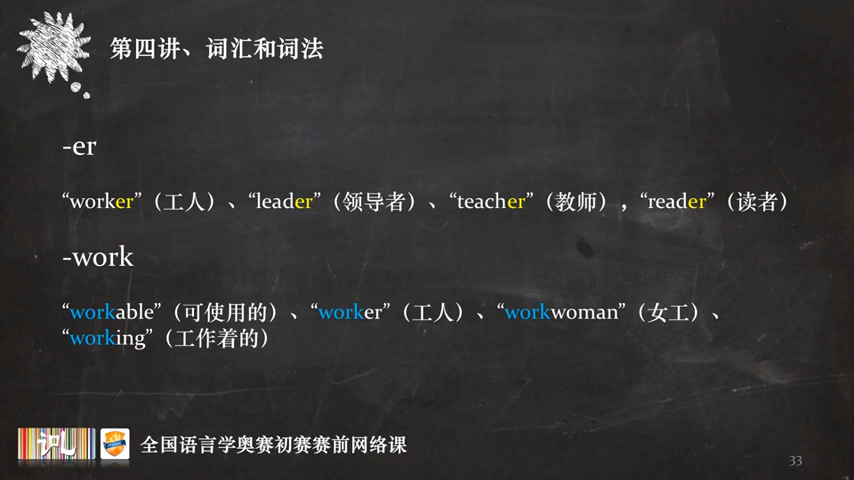 第四讲、词汇和词法
-er
“worker”（工人）、“leader”（领导者）、“teacher”（教师），“reader”（读者）
-work
“workable”（可使用的）、“worker”（工人）、“workwoman”（女工）、
“working”（工作着的）
全国语言学奥赛初赛赛前网络课
33